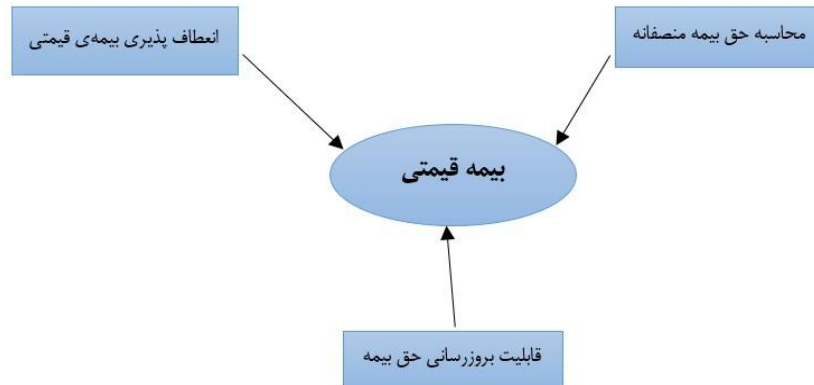 محاسبه حق بیمه منصفانه
انعطاف پذیری بیمه‌ی قیمتی
بیمه قیمتی
قابلیت بروزرسانی حق بیمه